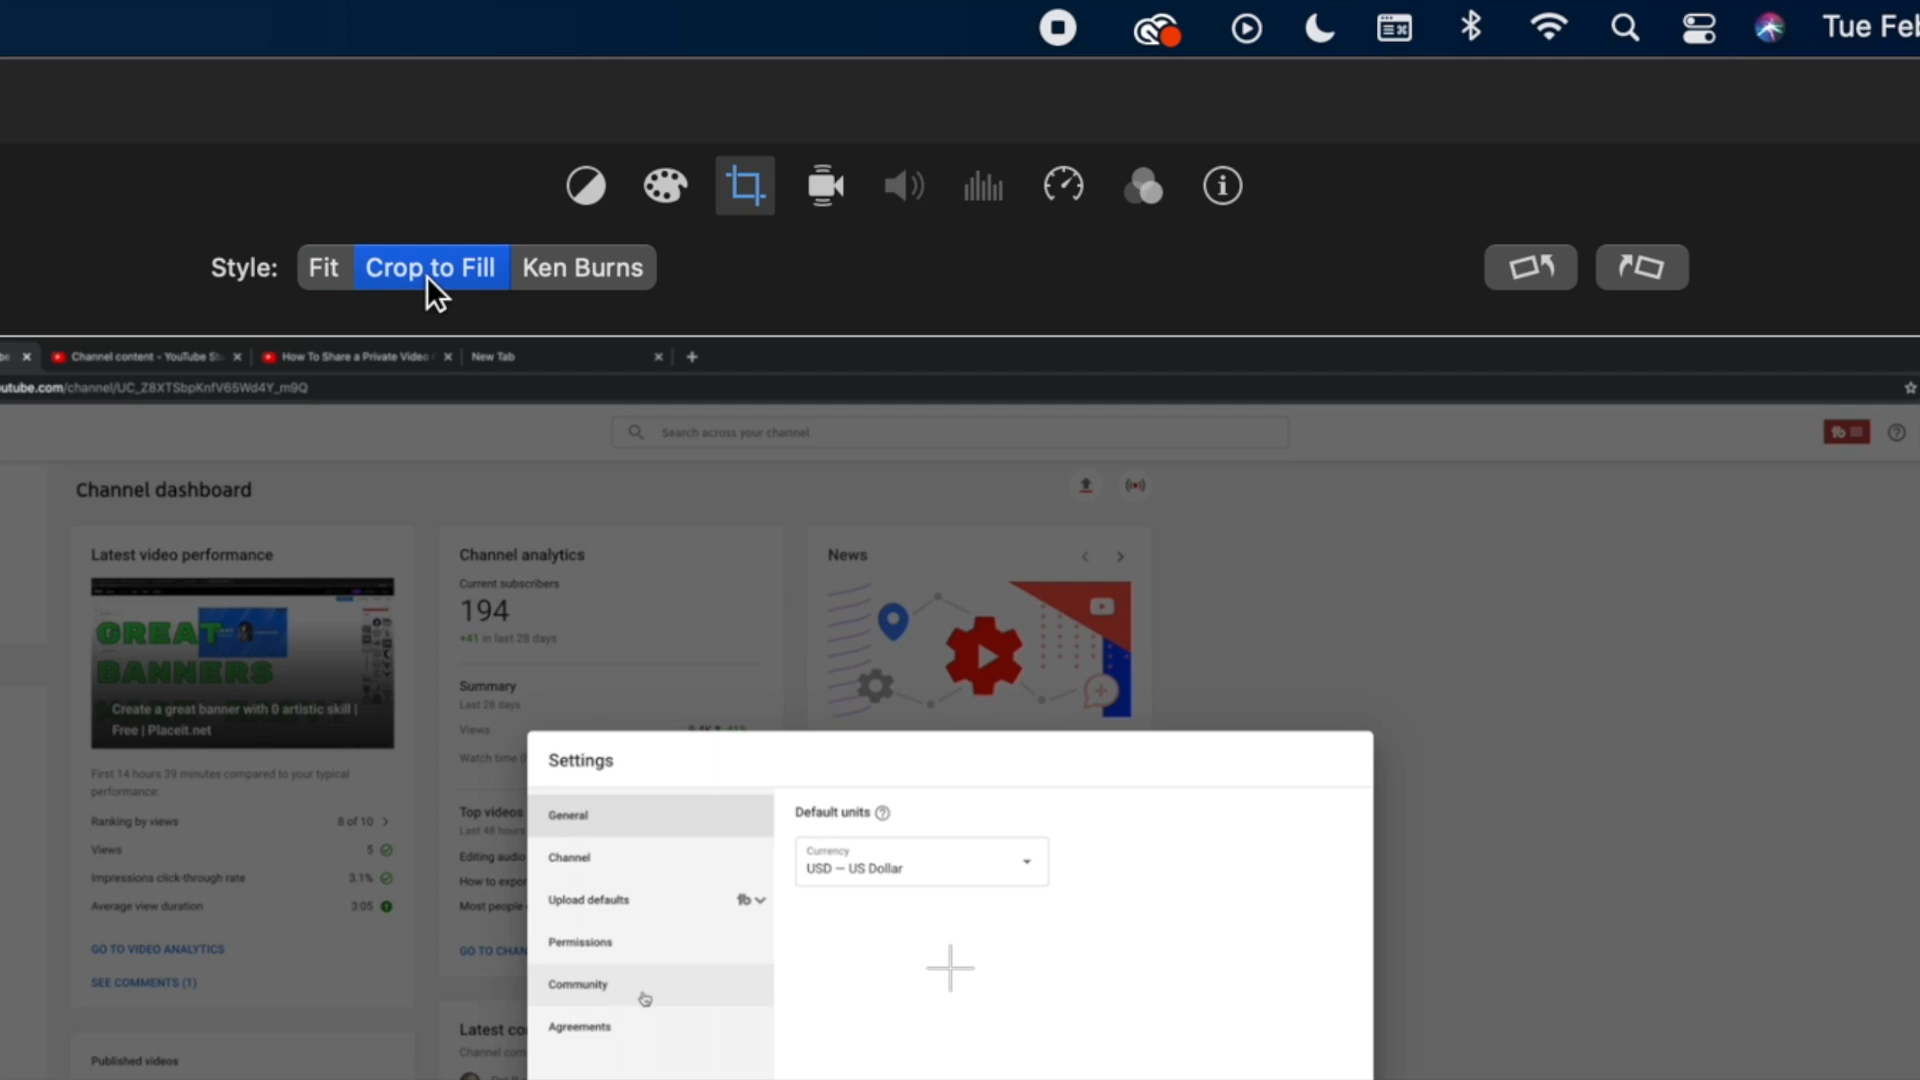 Tue Feb
Style: Fit Crop to Fill Ken Burns
Channel content - YouTube St How To Share a Private Video New Tab
utube.com/channel/UC_Z8XTSbpKnfV65Wd4Y_m9Q
Search across your channel
Channel dashboard
Latest video performance
GREAT
BANNERS
Create a great banner with 0 artistic skill |
Free | Placeit.net
First 14 hours 39 minutes compared to your typical
performance:
Ranking by views 8 of 10
Views 5
Impressions click-through rate 3.1%
Average view duration 3:05
GO TO VIDEO ANALYTICS
SEE COMMENTS (1)
Published videos
Channel analytics
Current subscribers
194
+41 in last 28 days
Summary
Last 28 days
Views
Watch time
Top videos
Last 48 hours
Editing audio
How to expor
Most people
GO TO CHAN
Latest co
Channel com
News
Settings
General
Channel
Upload defaults
Permissions
Community
Agreements
Default units
Currency
USD — US Dollar